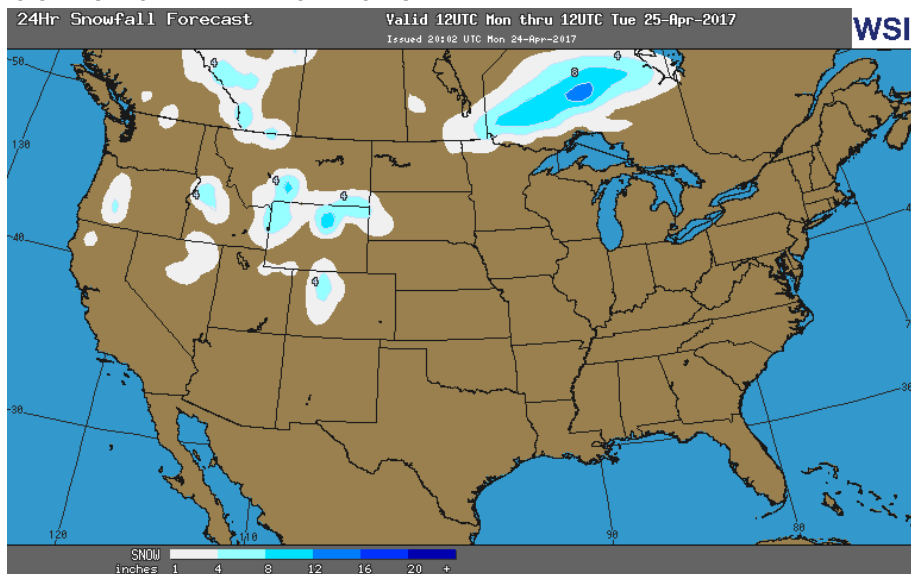 24Hr Snowfall Forecast
Valid 12UTC Mon thru 12UTC Tue 25-Apr-2017
WSI
Issued 20:02 UTC Mon 24-Apr-2017
4
4
50
8
130
4
4
4
40
4
30
30
120
110
90
80
SNOW
inches 1 4 8 12 16 20 +